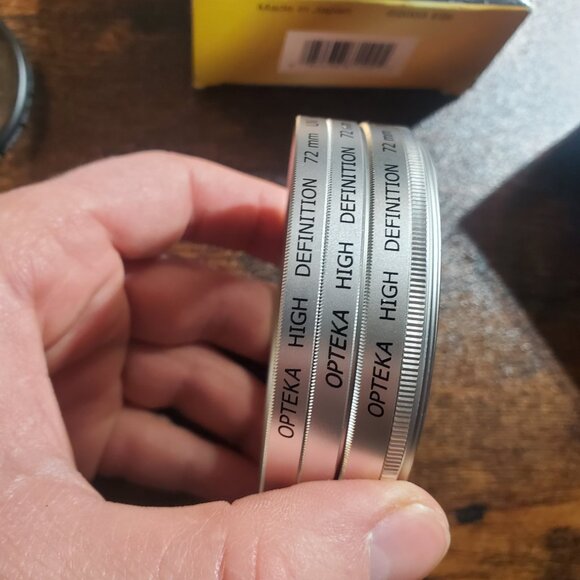 Made in Japan
OPTEKA HIGH DEFINITION 72 mm UV
OPTEKA HIGH DEFINITION 72
OPTEKA HIGH DEFINITION 72 mm